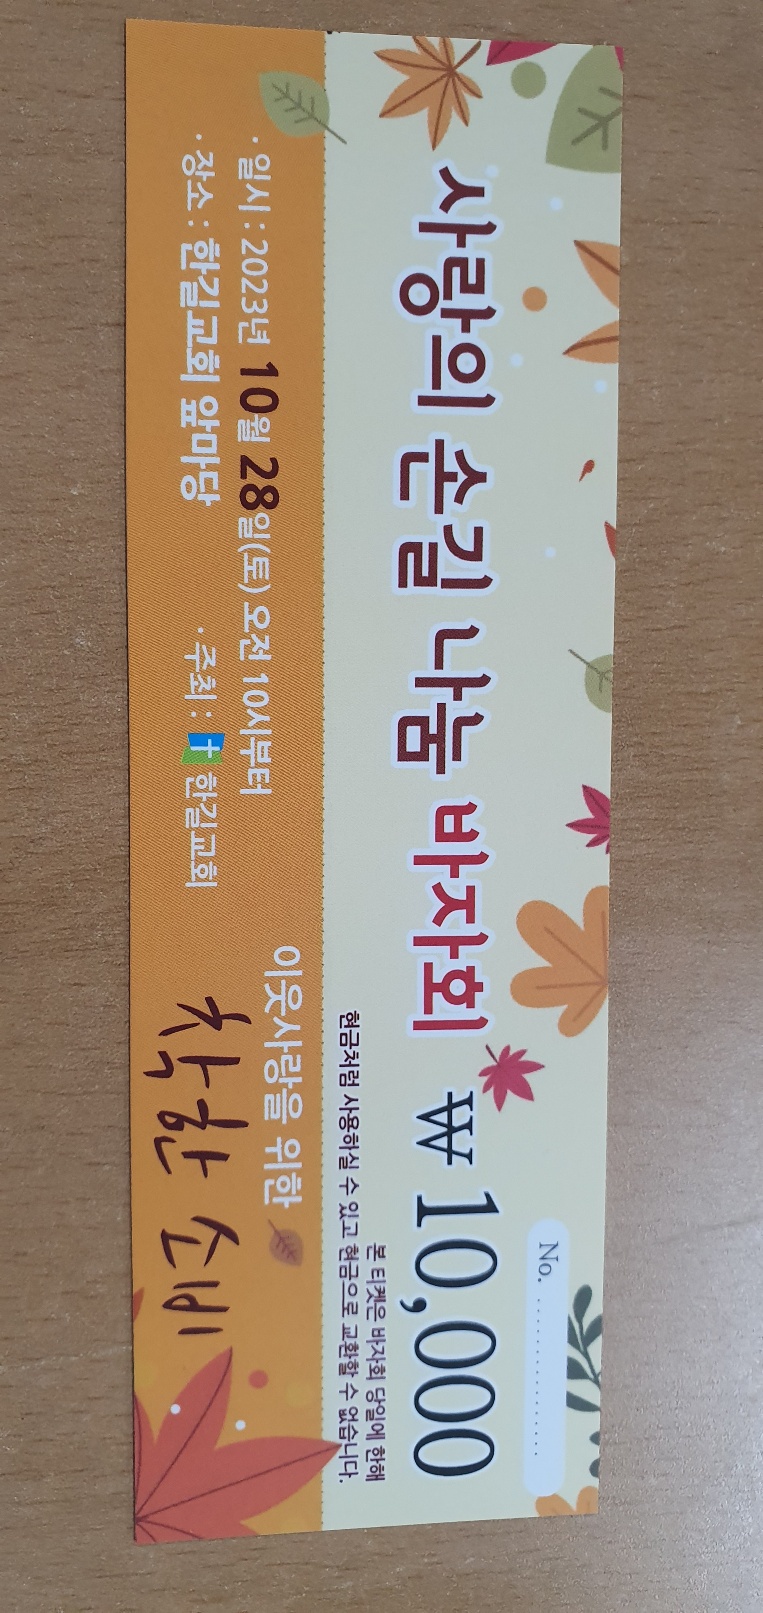 No. ........................
사랑의 손길 나눔 바자회 ₩ 10,000
본 티켓은 바자회 당일에 한해
현금처럼 사용하실 수 있고 현금으로 교환할 수 없습니다.
· 일시 : 2023년 10월 28일(토) 오전 10시부터
· 장소 : 한길교회 앞마당
· 주최 : 한길교회
이웃사랑을 위한
착한 소비